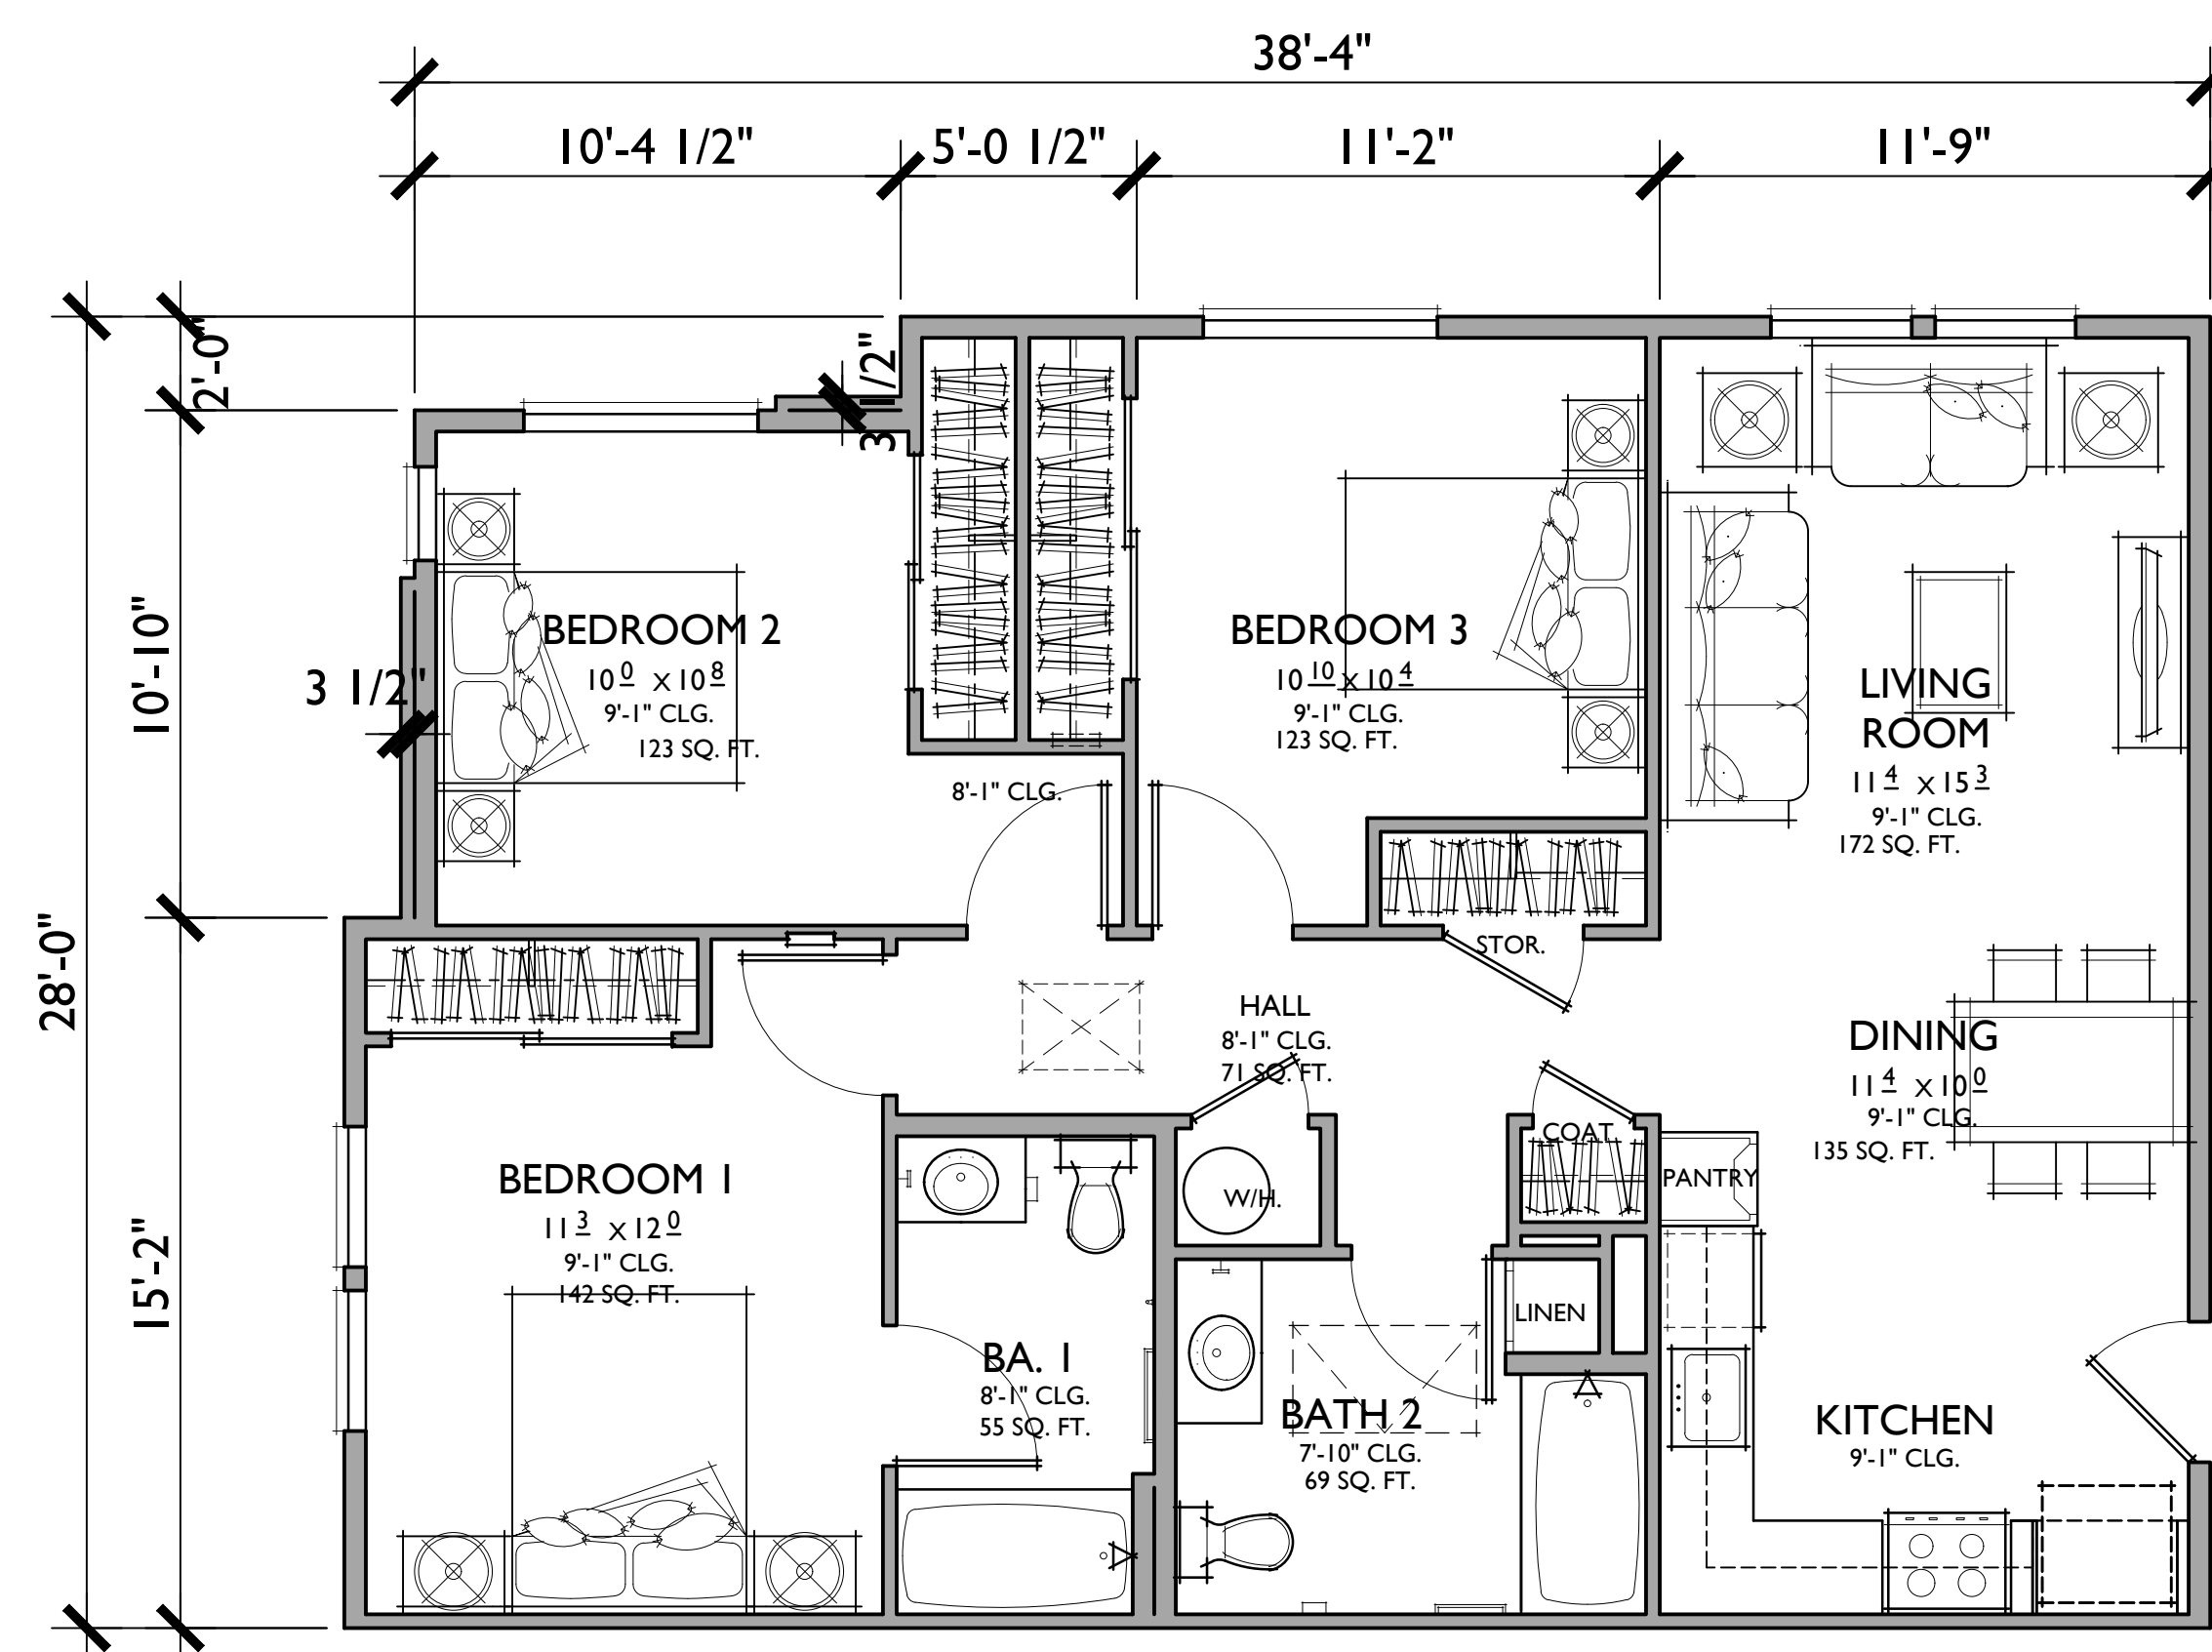 38'-4"
10'-4 1/2"
5'-0 1/2"
11'-2"
11'-9"
2'-0"
3 1/2"
10'-10"
3 1/2"
28'-0"
15'-2"
BEDROOM 2
10 0 X 10 8
9'-1" CLG.
123 SQ. FT.
8'-1" CLG.
BEDROOM 3
10 10 X 10 4
9'-1" CLG.
123 SQ. FT.
LIVING
ROOM
11 4 X 15 3
9'-1" CLG.
172 SQ. FT.
STOR.
HALL
8'-1" CLG.
71 SQ. FT.
DINING
11 4 X 10 0
9'-1" CLG.
135 SQ. FT.
COAT
PANTRY
W/H.
BEDROOM 1
11 3 X 12 0
9'-1" CLG.
142 SQ. FT.
LINEN
BA. 1
8'-1" CLG.
55 SQ. FT.
BATH 2
7'-10" CLG.
69 SQ. FT.
KITCHEN
9'-1" CLG.